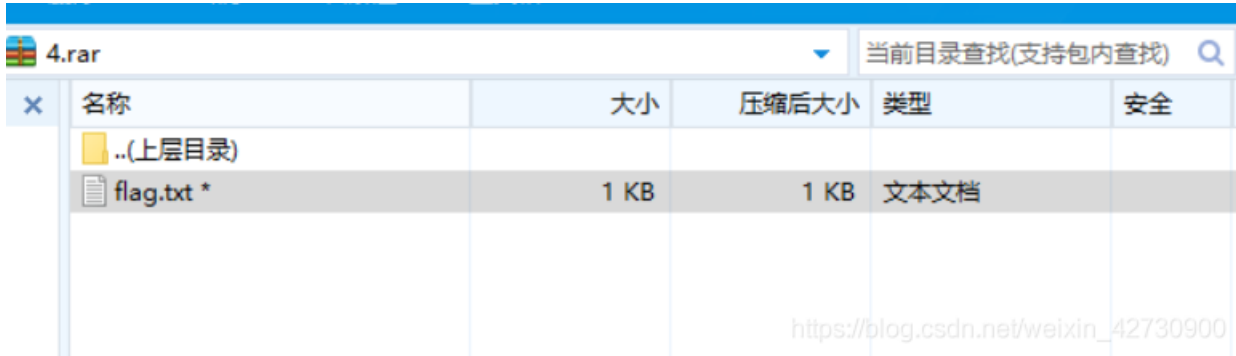 4.rar 当前目录查找(支持包内查找)
名称 大小 压缩后大小 类型 安全
..(上层目录)
flag.txt * 1 KB 1 KB 文本文档
https://blog.csdn.net/weixin_42730900